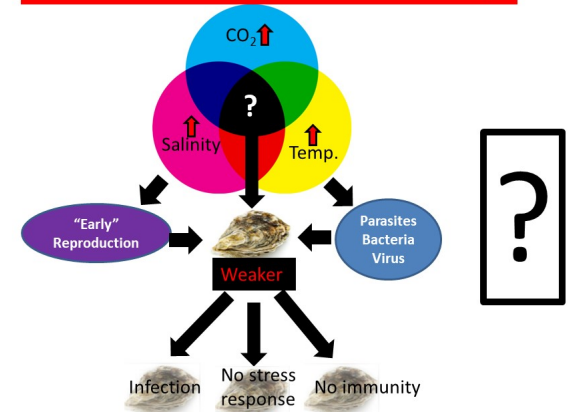 CO₂
?
Salinity
Temp.
"Early"
Reproduction
Parasites
Bacteria
Virus
?
Weaker
Infection
No stress
response
No immunity